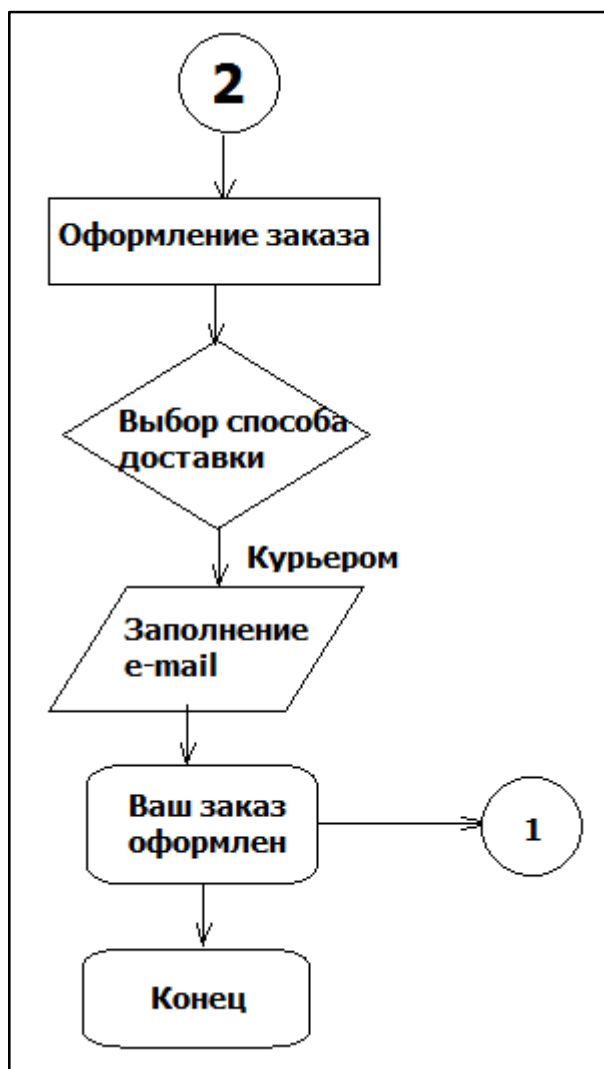 2
Оформление заказа
Выбор способа
доставки
Курьером
Заполнение
e-mail
Ваш заказ
оформлен
1
Конец